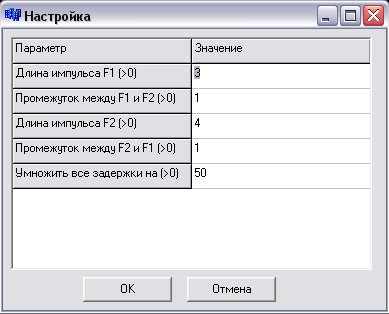 Настройка
Параметр Значение
Длина импульса F1 (>0) 3
Промежуток между F1 и F2 (>0) 1
Длина импульса F2 (>0) 4
Промежуток между F2 и F1 (>0) 1
Умножить все задержки на (>0) 50
OK Отмена